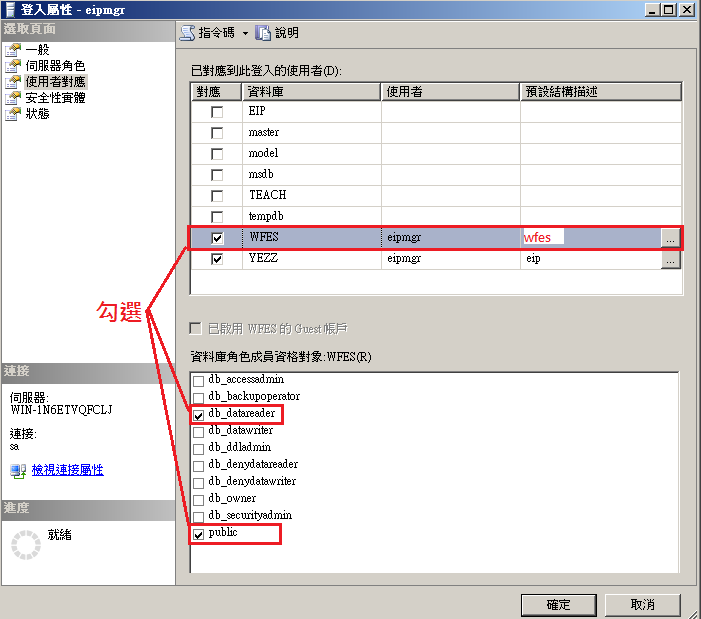 登入屬性 - eipmgr
選取頁面
一般
伺服器角色
使用者對應
安全性實體
狀態
指令碼 說明
已對應到此登入的使用者(D):
對應 資料庫 使用者 預設結構描述
EIP
master
model
msdb
TEACH
tempdb
WFES eipmgr wfes ...
YEZZ eipmgr eip ...
勾選
已啟用 WFES 的 Guest 帳戶
資料庫角色成員資格對象:WFES(R)
db_accessadmin
db_backupoperator
db_datareader
db_datawriter
db_ddladmin
db_denydatareader
db_denydatawriter
db_owner
db_securityadmin
public
連接
伺服器:
WIN-1N6ETVQFCLJ
連接:
sa
檢視連接屬性
進度
就緒
確定 取消